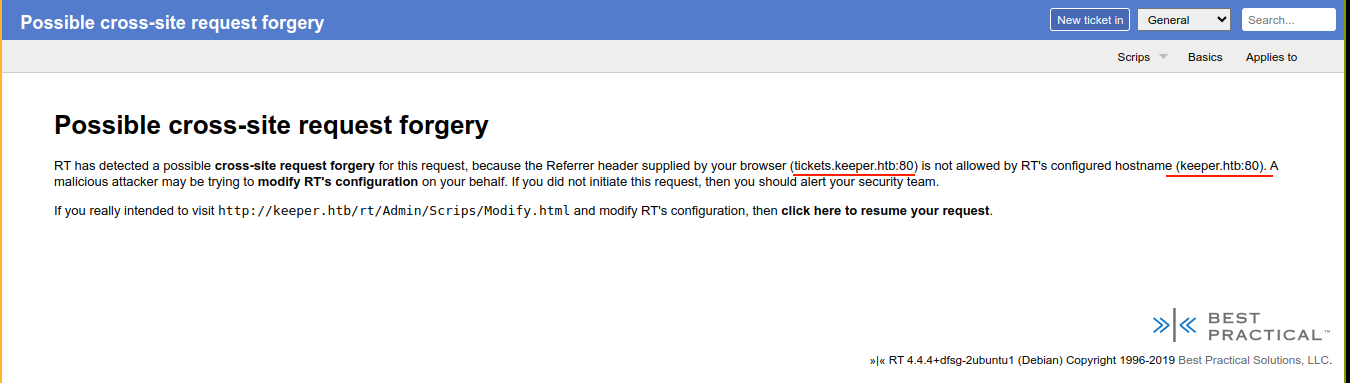 Possible cross-site request forgery
New ticket in
General
Search...
Scrips
Basics
Applies to
Possible cross-site request forgery
RT has detected a possible cross-site request forgery for this request, because the Referrer header supplied by your browser (tickets.keeper.htb:80) is not allowed by RT's configured hostname (keeper.htb:80). A
malicious attacker may be trying to modify RT's configuration on your behalf. If you did not initiate this request, then you should alert your security team.
If you really intended to visit http://keeper.htb/rt/Admin/Scrips/Modify.html and modify RT's configuration, then click here to resume your request.
BEST
PRACTICAL™
»|« RT 4.4.4+dfsg-2ubuntu1 (Debian) Copyright 1996-2019 Best Practical Solutions, LLC.